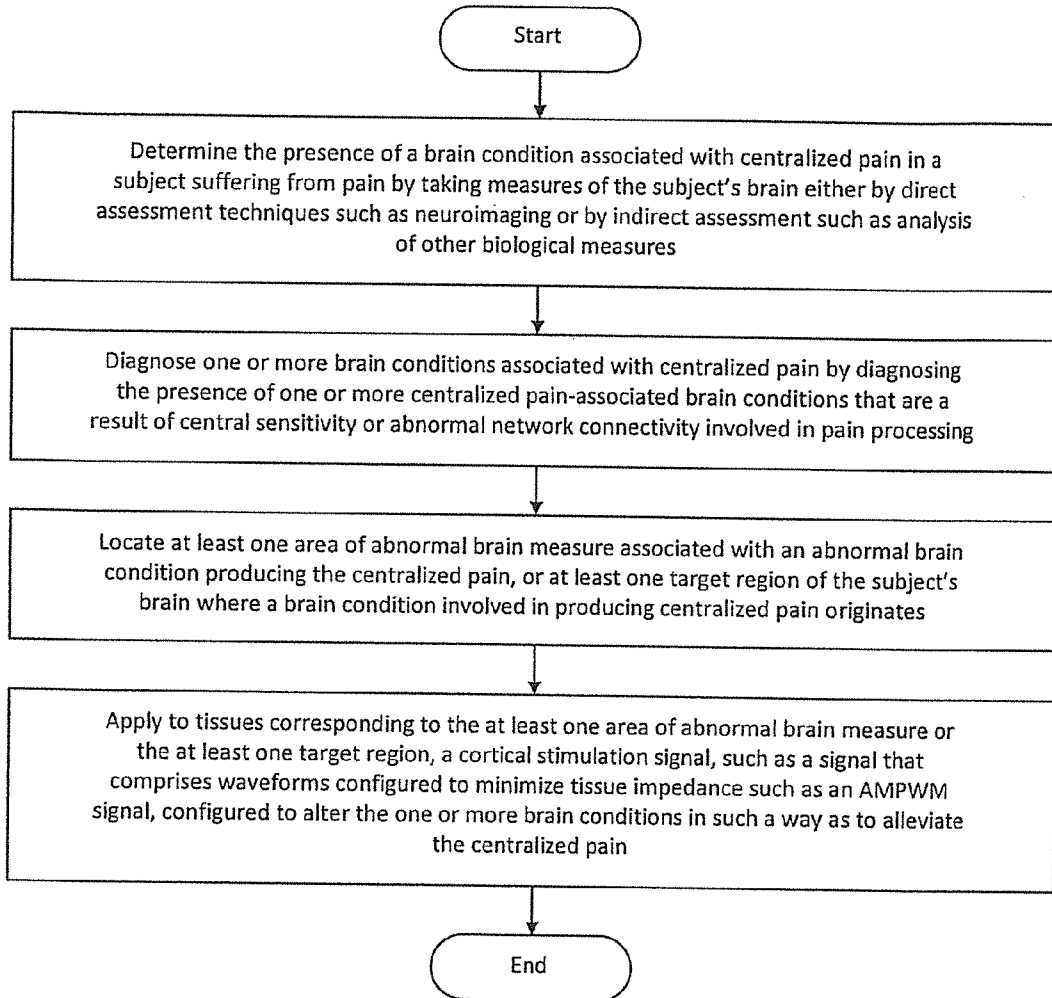 Start
Determine the presence of a brain condition associated with centralized pain in a
subject suffering from pain by taking measures of the subject's brain either by direct
assessment techniques such as neuroimaging or by indirect assessment such as analysis
of other biological measures
Diagnose one or more brain conditions associated with centralized pain by diagnosing
the presence of one or more centralized pain-associated brain conditions that are a
result of central sensitivity or abnormal network connectivity involved in pain processing
Locate at least one area of abnormal brain measure associated with an abnormal brain
condition producing the centralized pain, or at least one target region of the subject's
brain where a brain condition involved in producing centralized pain originates
Apply to tissues corresponding to the at least one area of abnormal brain measure or
the at least one target region, a cortical stimulation signal, such as a signal that
comprises waveforms configured to minimize tissue impedance such as an AMPWM
signal, configured to alter the one or more brain conditions in such a way as to alleviate
the centralized pain
End